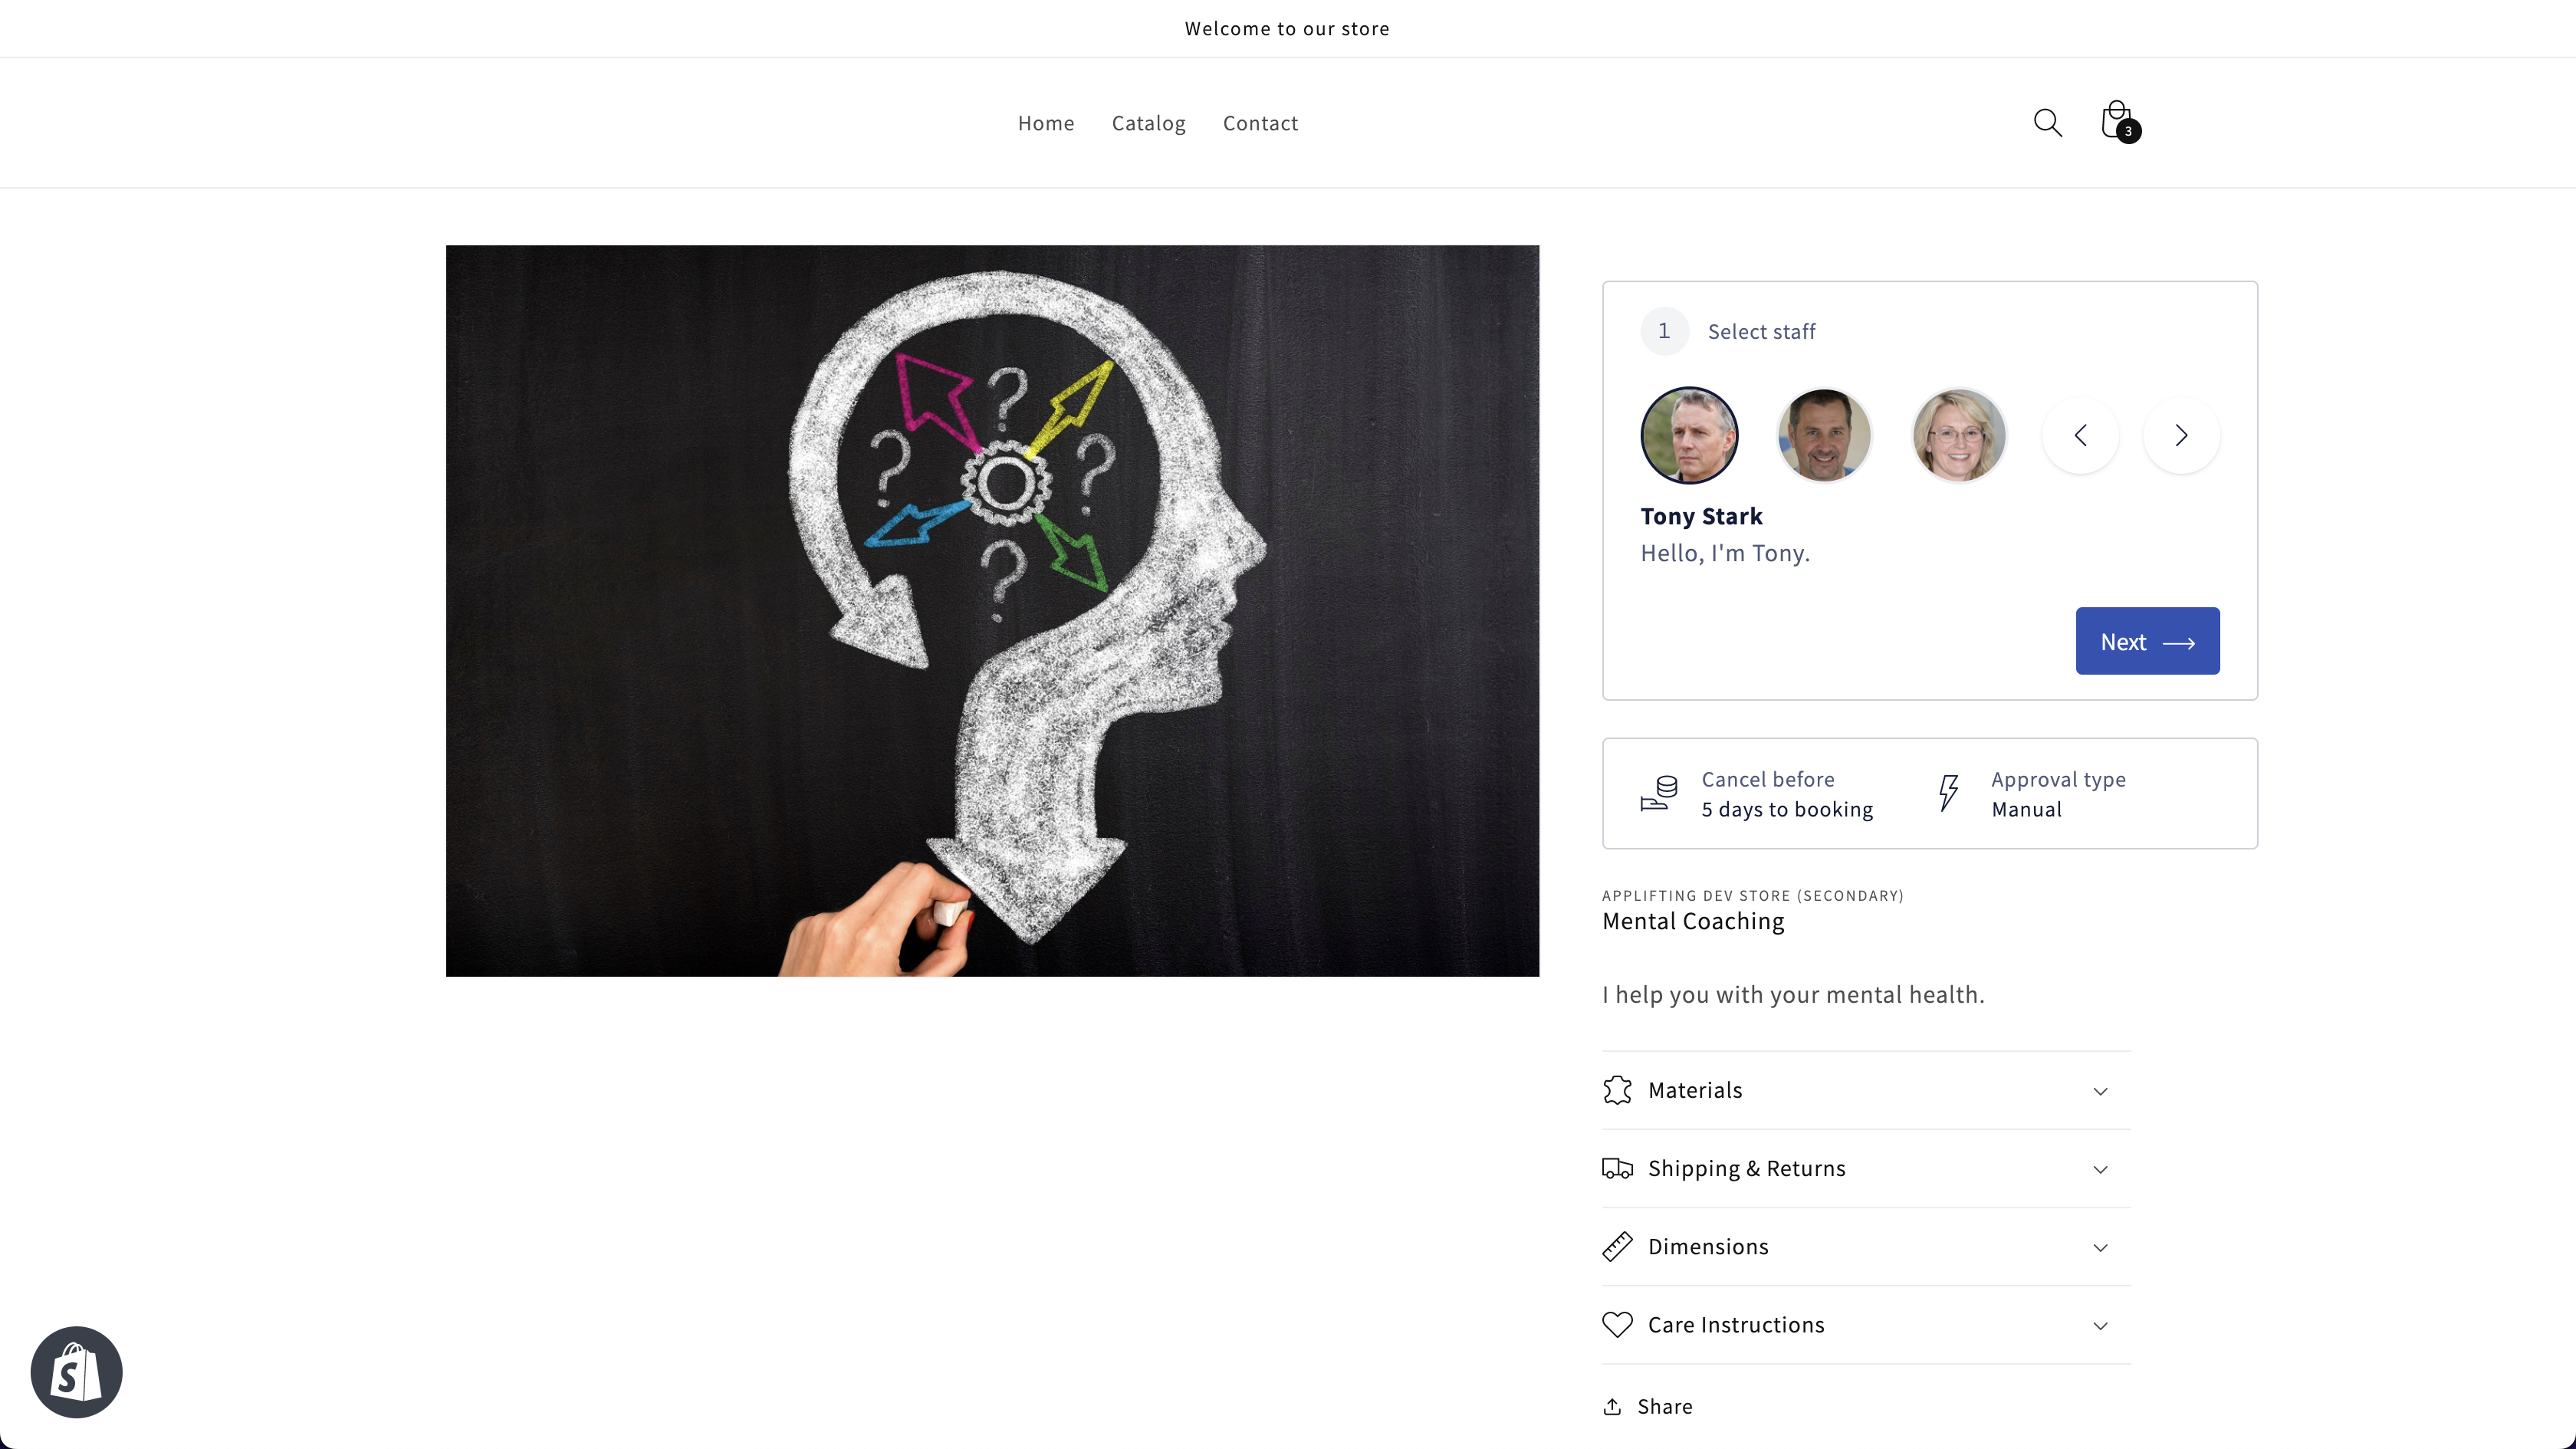 Welcome to our store
Home Catalog Contact
3
1 Select staff
Tony Stark
Hello, I'm Tony.
Next
Cancel before
5 days to booking
Approval type
Manual
APPLIFTING DEV STORE (SECONDARY)
Mental Coaching
I help you with your mental health.
Materials
Shipping & Returns
Dimensions
Care Instructions
Share
? ? ? ?
S